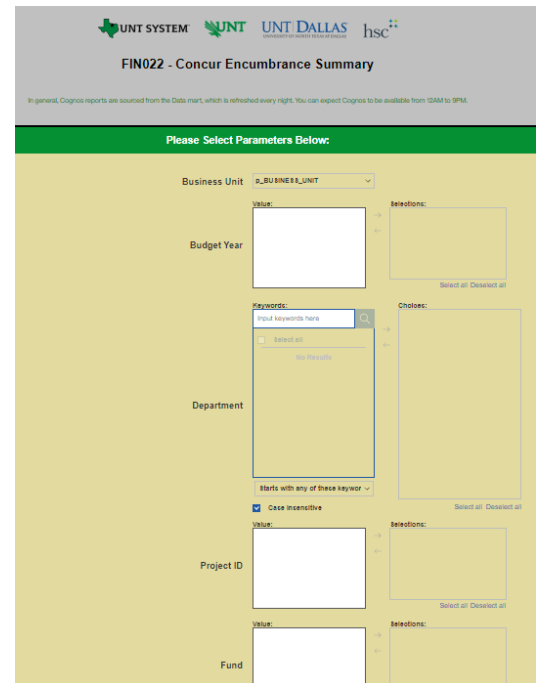 UNT SYSTEM UNT UNT DALLAS hsc
UNIVERSITY OF NORTH TEXAS AT DALLAS
FIN022 - Concur Encumbrance Summary
In general, Cognos reports are sourced from the Data mart, which is refreshed every night. You can expect Cognos to be available from 12AM to 9PM.
Please Select Parameters Below:
Business Unit p_BUSINESS_UNIT
Value: Selections:
Budget Year
Select all Deselect all
Keywords: Choices:
Input keywords here
Select all
No Results
Department
Starts with any of these keywor
Case Insensitive
Select all Deselect all
Value: Selections:
Project ID
Select all Deselect all
Value: Selections:
Fund